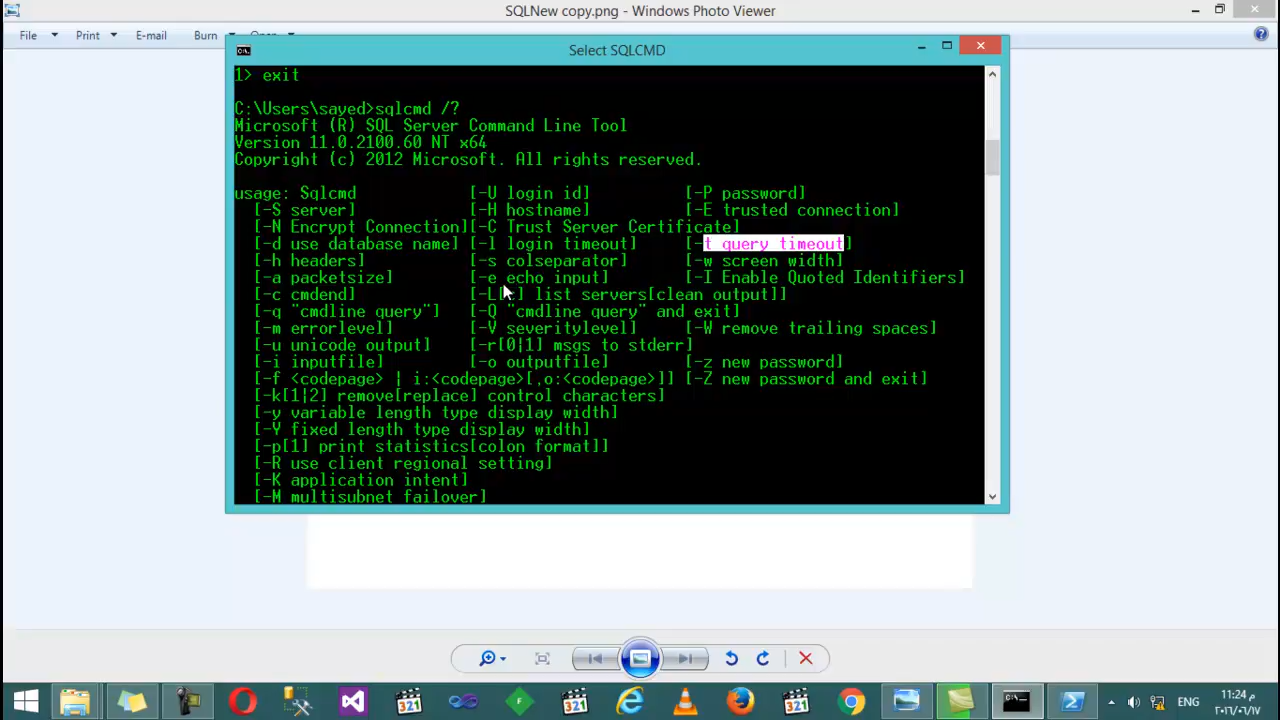 SQLNew copy.png - Windows Photo Viewer
File Print E-mail Burn Open
Select SQLCMD
1> exit
C:\Users\sayed>sqlcmd /?
Microsoft (R) SQL Server Command Line Tool
Version 11.0.2100.60 NT x64
Copyright (c) 2012 Microsoft. All rights reserved.
usage: Sqlcmd [-U login id] [-P password]
[-S server] [-H hostname] [-E trusted connection]
[-N Encrypt Connection][-C Trust Server Certificate]
[-d use database name] [-l login timeout] [-t query timeout]
[-h headers] [-s colseparator] [-w screen width]
[-a packetsize] [-e echo input] [-I Enable Quoted Identifiers]
[-c cmdend] [-L[c] list servers[clean output]]
[-q "cmdline query"] [-Q "cmdline query" and exit]
[-m errorlevel] [-V severitylevel] [-W remove trailing spaces]
[-u unicode output] [-r[0|1] msgs to stderr]
[-i inputfile] [-o outputfile] [-z new password]
[-f <codepage> | i:<codepage>[,o:<codepage>]] [-Z new password and exit]
[-k[1|2] remove[replace] control characters]
[-y variable length type display width]
[-Y fixed length type display width]
[-p[1] print statistics[colon format]]
[-R use client regional setting]
[-K application intent]
[-M multisubnet failover]
321 F 321 321 ENG م 11:24
٢٠١٦/٠٦/١٧